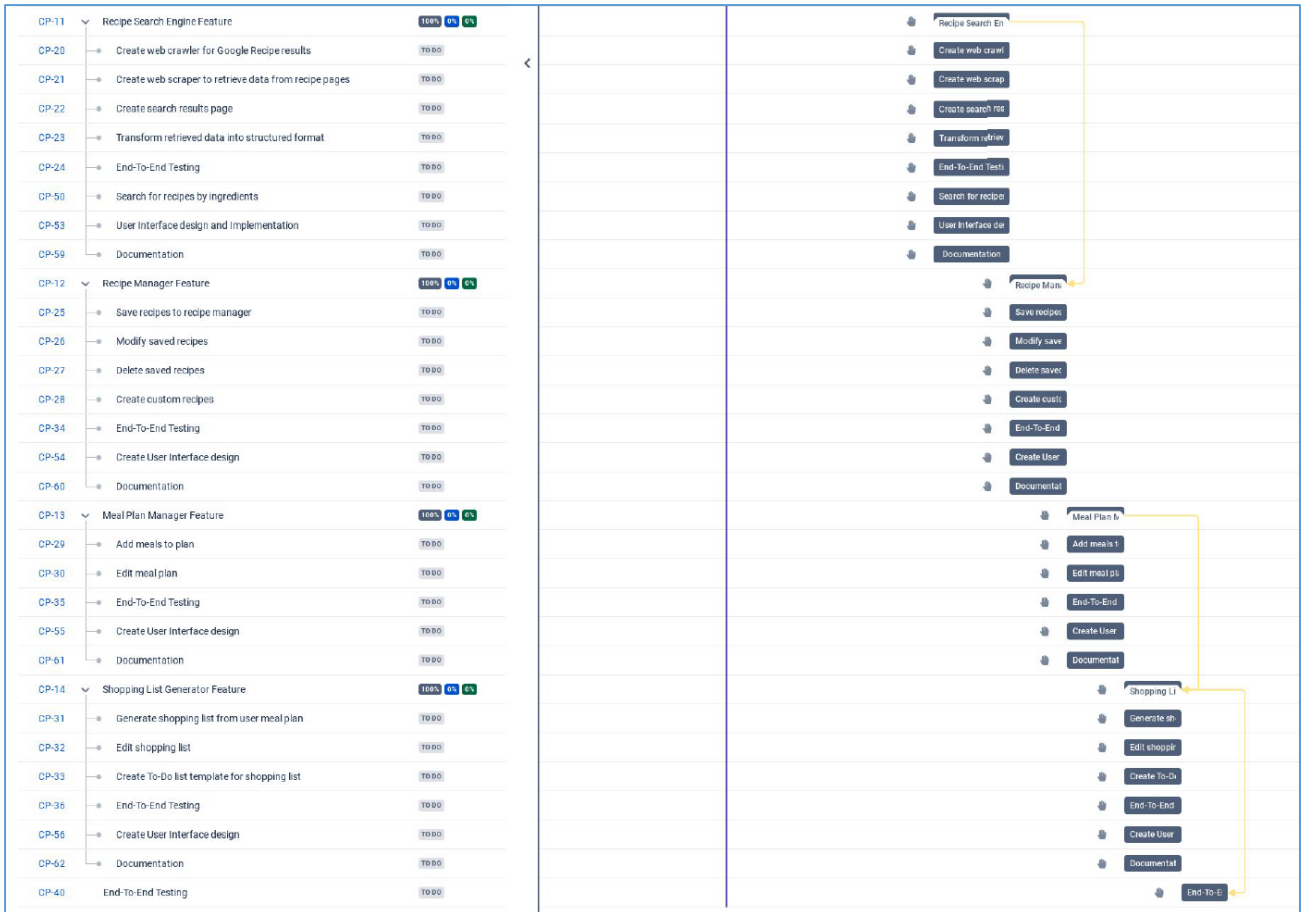 CP-11 Recipe Search Engine Feature 100% 0% 0% Recipe Search En
CP-20 Create web crawler for Google Recipe results TO DO Create web crawl
CP-21 Create web scraper to retrieve data from recipe pages TO DO Create web scrap
CP-22 Create search results page TO DO Create search res
CP-23 Transform retrieved data into structured format TO DO Transform retriev
CP-24 End-To-End Testing TO DO End-To-End Testi
CP-50 Search for recipes by ingredients TO DO Search for recipes
CP-53 User Interface design and Implementation TO DO User Interface des
CP-59 Documentation TO DO Documentation
CP-12 Recipe Manager Feature 100% 0% 0% Recipe Mana
CP-25 Save recipes to recipe manager TO DO Save recipes
CP-26 Modify saved recipes TO DO Modify save
CP-27 Delete saved recipes TO DO Delete saved
CP-28 Create custom recipes TO DO Create custo
CP-34 End-To-End Testing TO DO End-To-End
CP-54 Create User Interface design TO DO Create User
CP-60 Documentation TO DO Documentat
CP-13 Meal Plan Manager Feature 100% 0% 0% Meal Plan M
CP-29 Add meals to plan TO DO Add meals t
CP-30 Edit meal plan TO DO Edit meal pla
CP-35 End-To-End Testing TO DO End-To-End
CP-55 Create User Interface design TO DO Create User
CP-61 Documentation TO DO Documentat
CP-14 Shopping List Generator Feature 100% 0% 0% Shopping Li
CP-31 Generate shopping list from user meal plan TO DO Generate sh
CP-32 Edit shopping list TO DO Edit shoppin
CP-33 Create To-Do list template for shopping list TO DO Create To-Do
CP-36 End-To-End Testing TO DO End-To-End
CP-56 Create User Interface design TO DO Create User
CP-62 Documentation TO DO Documentat
CP-40 End-To-End Testing TO DO End-To-E